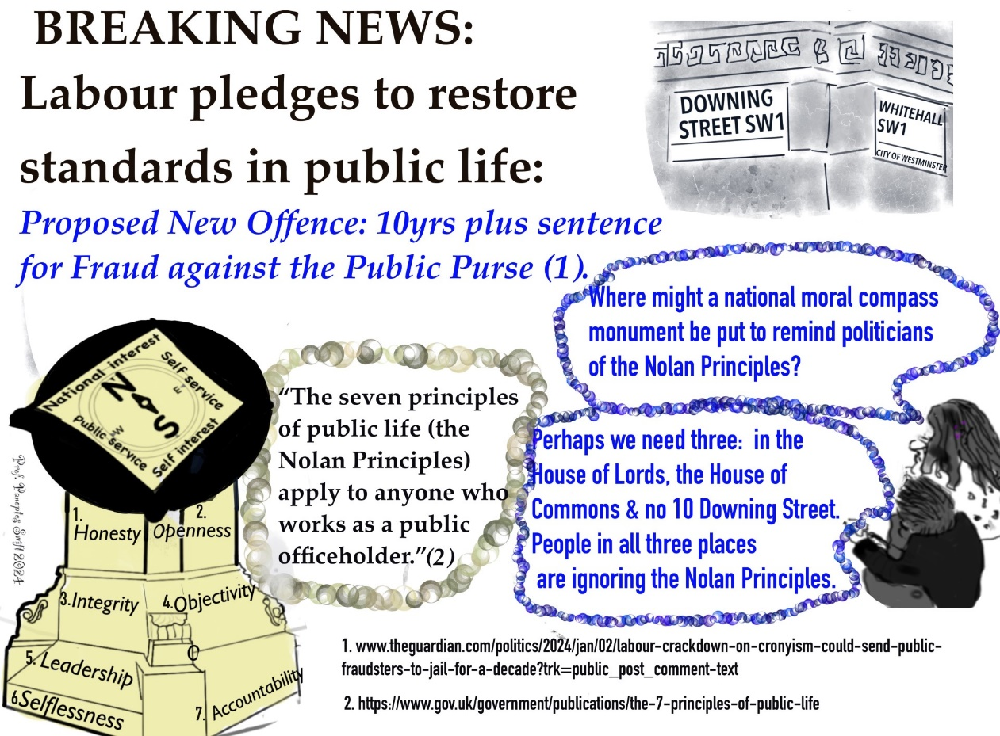 BREAKING NEWS:
Labour pledges to restore
standards in public life:
Proposed New Offence: 10yrs plus sentence
for Fraud against the Public Purse (1).
DOWNING
STREET SW1
WHITEHALL
SW1
CITY OF WESTMINSTER
Where might a national moral compass
monument be put to remind politicians
of the Nolan Principles?
Perhaps we need three: in the
House of Lords, the House of
Commons & no 10 Downing Street.
People in all three places
are ignoring the Nolan Principles.
National interest
Self service
N
E
S
W
Public service
Self interest
"The seven principles
of public life (the
Nolan Principles)
apply to anyone who
works as a public
officeholder."(2)
1.
Honesty
2.
Openness
3.Integrity
4.Objectivity
5. Leadership
6Selflessness
7. Accountability
Prof. Swift 2024
1. www.theguardian.com/politics/2024/jan/02/labour-crackdown-on-cronyism-could-send-public-
fraudsters-to-jail-for-a-decade?trk=public_post_comment-text
2. https://www.gov.uk/government/publications/the-7-principles-of-public-life